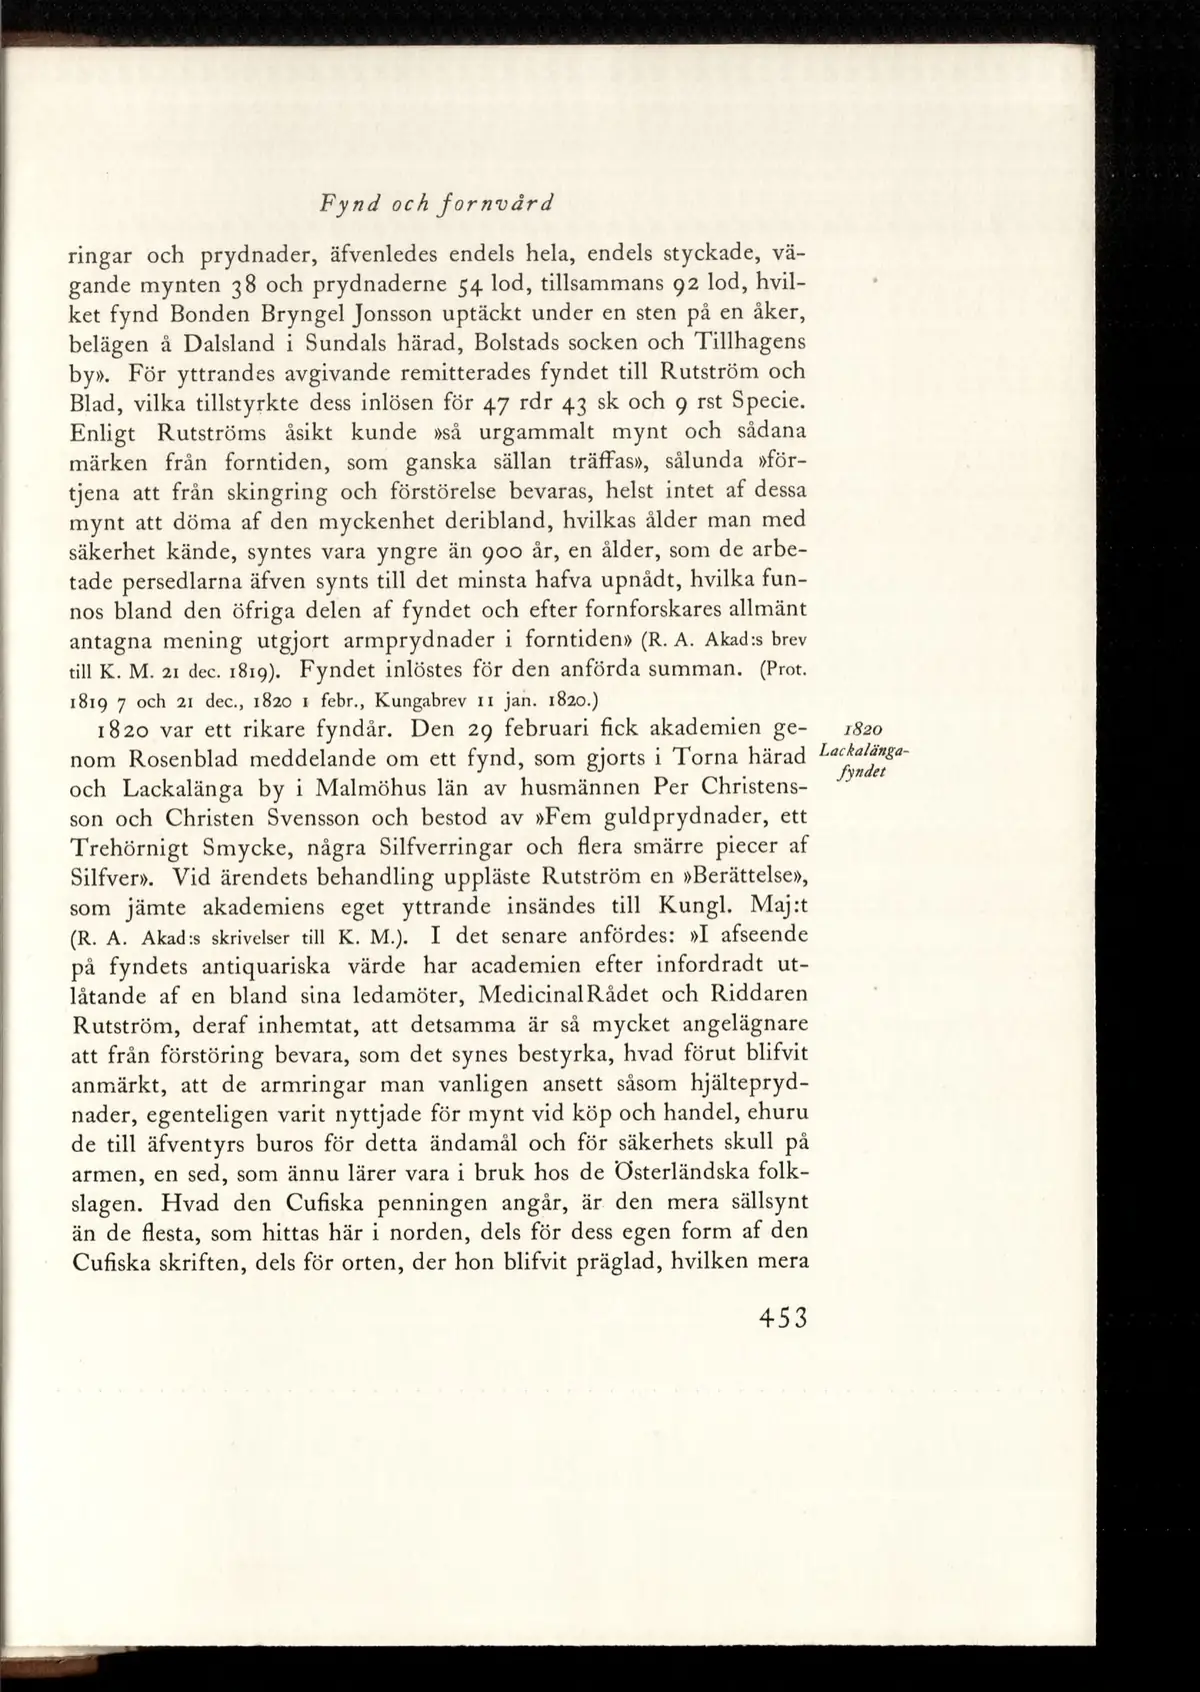 Fynd och fornvård
ringar och prydnader, äfvenledes endels hela, endels styckade, vä-
gande mynten 38 och prydnaderne 54 lod, tillsammans 92 lod, hvil-
ket fynd Bonden Bryngel Jonsson uptäckt under en sten på en åker,
belägen å Dalsland i Sundals härad, Bolstads socken och Tillhagens
by». För yttrandes avgivande remitterades fyndet till Rutström och
Blad, vilka tillstyrkte dess inlösen för 47 rdr 43 sk och 9 rst Specie.
Enligt Rutströms åsikt kunde »så urgammalt mynt och sådana
märken från forntiden, som ganska sällan träffas», sålunda »för-
tjena att från skingring och förstörelse bevaras, helst intet af dessa
mynt att döma af den myckenhet deribland, hvilkas ålder man med
säkerhet kände, syntes vara yngre än 900 år, en ålder, som de arbe-
tade persedlarna äfven synts till det minsta hafva upnådt, hvilka fun-
nos bland den öfriga delen af fyndet och efter fornforskares allmänt
antagna mening utgjort armprydnader i forntiden» (R. A. Akad:s brev
till K. M. 21 dec. 1819). Fyndet inlöstes för den anförda summan. (Prot.
1819 7 och 21 dec., 1820 1 febr., Kungabrev 11 jan. 1820.)
1820 var ett rikare fyndår. Den 29 februari fick akademien ge-
nom Rosenblad meddelande om ett fynd, som gjorts i Torna härad
och Lackalänga by i Malmöhus län av husmännen Per Christens-
son och Christen Svensson och bestod av »Fem guldprydnader, ett
Trehörnigt Smycke, några Silfverringar och flera smärre piecer af
Silfver». Vid ärendets behandling uppläste Rutström en »Berättelse»,
som jämte akademiens eget yttrande insändes till Kungl. Maj:t
(R. A. Akad:s skrivelser till K. M.). I det senare anfördes: »I afseende
på fyndets antiquariska värde har academien efter infordradt ut-
låtande af en bland sina ledamöter, MedicinalRådet och Riddaren
Rutström, deraf inhemtat, att detsamma är så mycket angelägnare
att från förstöring bevara, som det synes bestyrka, hvad förut blifvit
anmärkt, att de armringar man vanligen ansett såsom hjältepryd-
nader, egenteligen varit nyttjade för mynt vid köp och handel, ehuru
de till äfventyrs buros för detta ändamål och för säkerhets skull på
armen, en sed, som ännu lärer vara i bruk hos de Österländska folk-
slagen. Hvad den Cufiska penningen angår, är den mera sällsynt
än de flesta, som hittas här i norden, dels för dess egen form af den
Cufiska skriften, dels för orten, der hon blifvit präglad, hvilken mera
1820
Lackalänga-
fyndet
453